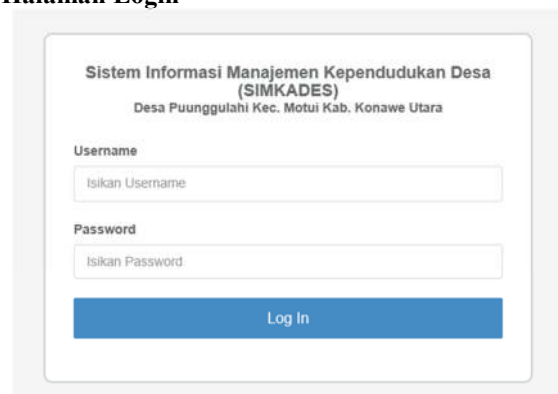 Halaman Login
Sistem Informasi Manajemen Kependudukan Desa
(SIMKADES)
Desa Puunggulahi Kec. Motui Kab. Konawe Utara
Username
Isikan Username
Password
Isikan Password
Log In